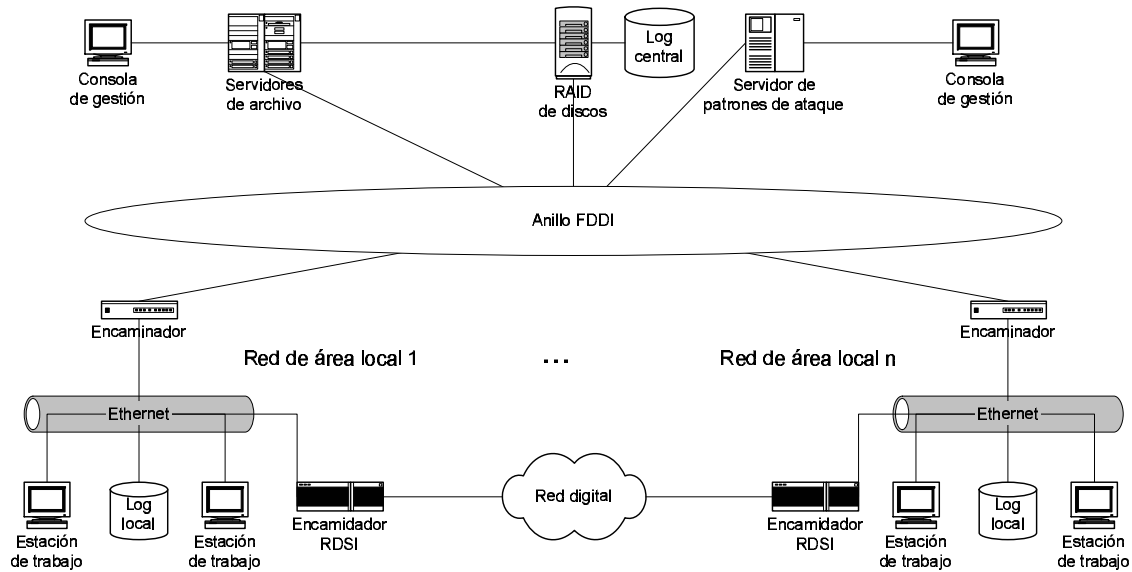 Consola
de gestión
Servidores
de archivo
RAID
de discos
Log
central
Servidor de
patrones de ataque
Consola
de gestión
Anillo FDDI
Encaminador
Encaminador
Red de área local 1
...
Red de área local n
Ethernet
Ethernet
Log
local
Red digital
Log
local
Estación
de trabajo
Estación
de trabajo
Encamidador
RDSI
Encamidador
RDSI
Estación
de trabajo
Estación
de trabajo